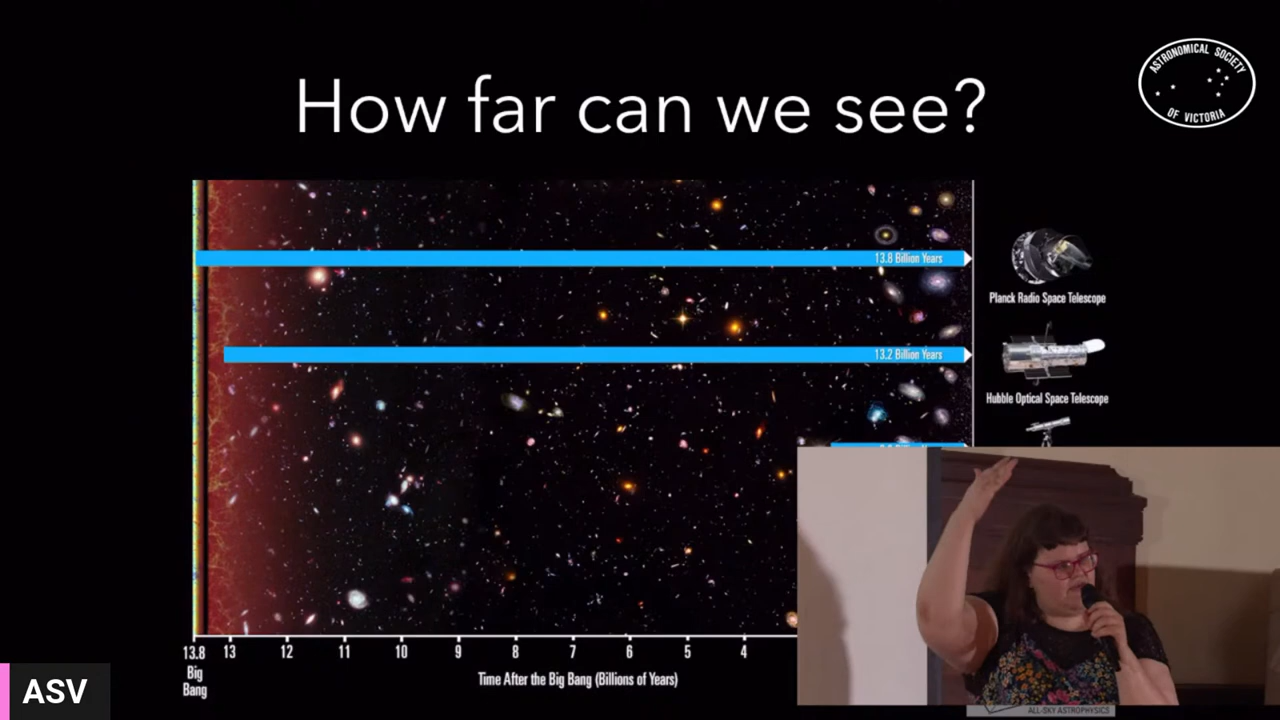 How far can we see?
ASTRONOMICAL SOCIETY
OF VICTORIA
13.8 Billion Years
Planck Radio Space Telescope
13.2 Billion Years
Hubble Optical Space Telescope
13.8 13 12 11 10 9 8 7 6 5 4
Big
Bang
Time After the Big Bang (Billions of Years)
ASV
ALL-SKY ASTROPHYSICS